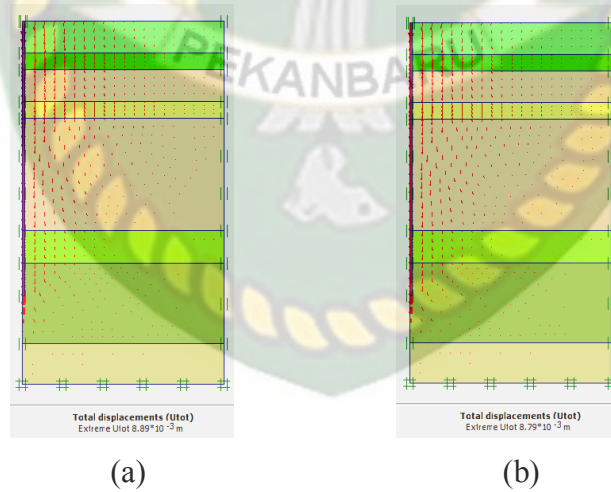 PEKANBARU
Total displacements (Utot)
Extreme Utot 8.89*10 -3 m
Total displacements (Utot)
Extreme Utot 8.79*10 -3 m
(a)
(b)